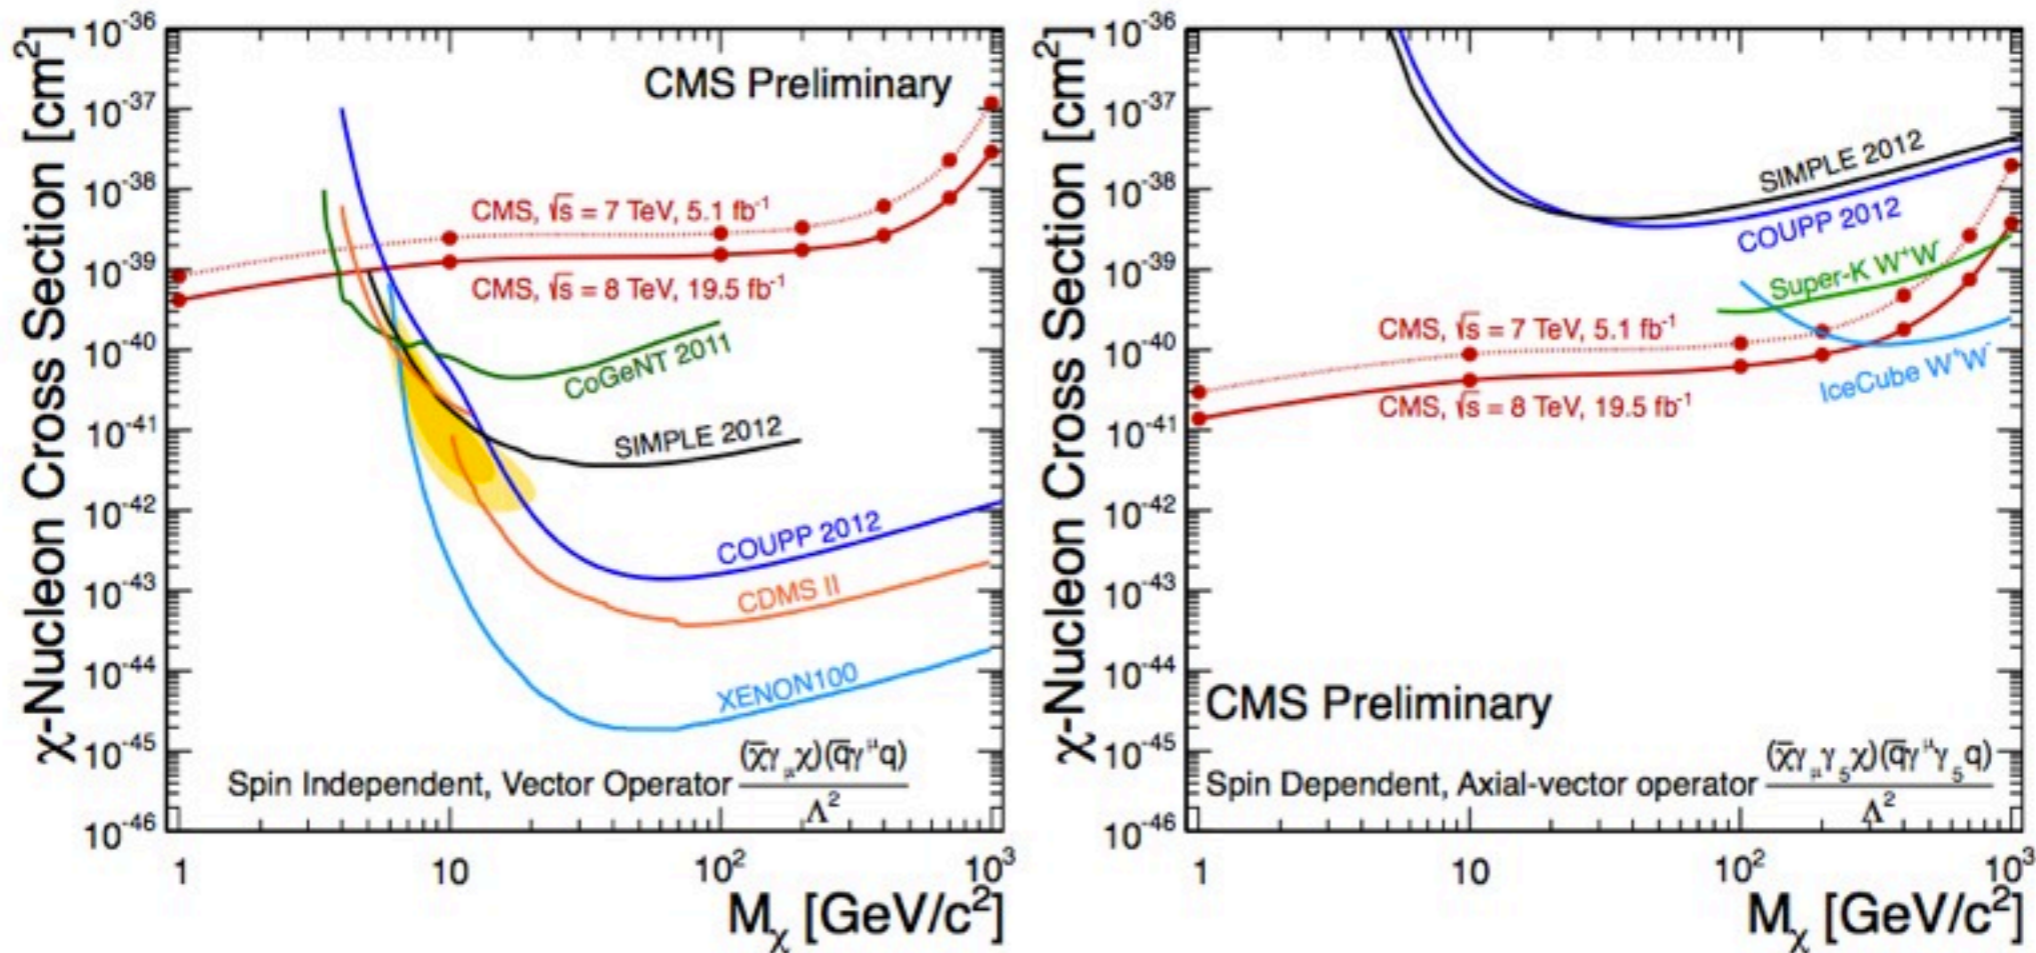 χ-Nucleon Cross Section [cm²]
10⁻³⁶
10⁻³⁷
10⁻³⁸
10⁻³⁹
10⁻⁴⁰
10⁻⁴¹
10⁻⁴²
10⁻⁴³
10⁻⁴⁴
10⁻⁴⁵
10⁻⁴⁶
CMS Preliminary
CMS, √s = 7 TeV, 5.1 fb⁻¹
CMS, √s = 8 TeV, 19.5 fb⁻¹
CoGeNT 2011
SIMPLE 2012
COUPP 2012
CDMS II
XENON100
Spin Independent, Vector Operator (χ̄γ_μχ)(q̄γ^μq)
Λ²
1 10 10² 10³
M_χ [GeV/c²]
χ-Nucleon Cross Section [cm²]
10⁻³⁶
10⁻³⁷
10⁻³⁸
10⁻³⁹
10⁻⁴⁰
10⁻⁴¹
10⁻⁴²
10⁻⁴³
10⁻⁴⁴
10⁻⁴⁵
10⁻⁴⁶
SIMPLE 2012
COUPP 2012
Super-K W⁺W⁻
CMS, √s = 7 TeV, 5.1 fb⁻¹
IceCube W⁺W⁻
CMS, √s = 8 TeV, 19.5 fb⁻¹
CMS Preliminary
Spin Dependent, Axial-vector operator (χ̄γ_μγ₅χ)(q̄γ^μγ₅q)
Λ²
1 10 10² 10³
M_χ [GeV/c²]